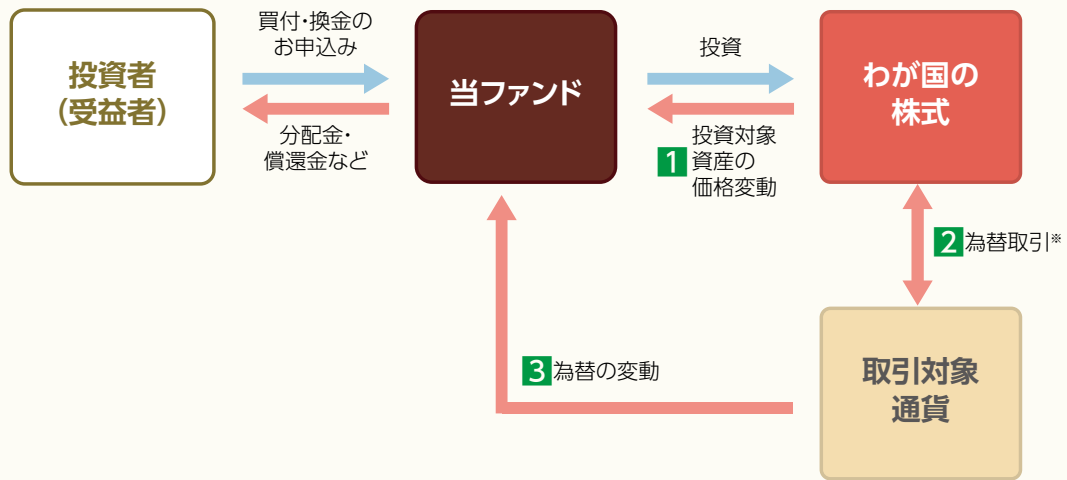 投資者
（受益者）
買付・換金の
お申込み
分配金・
償還金など
当ファンド
投資
1 投資対象
資産の
価格変動
わが国の
株式
2 為替取引※
3 為替の変動
取引対象
通貨